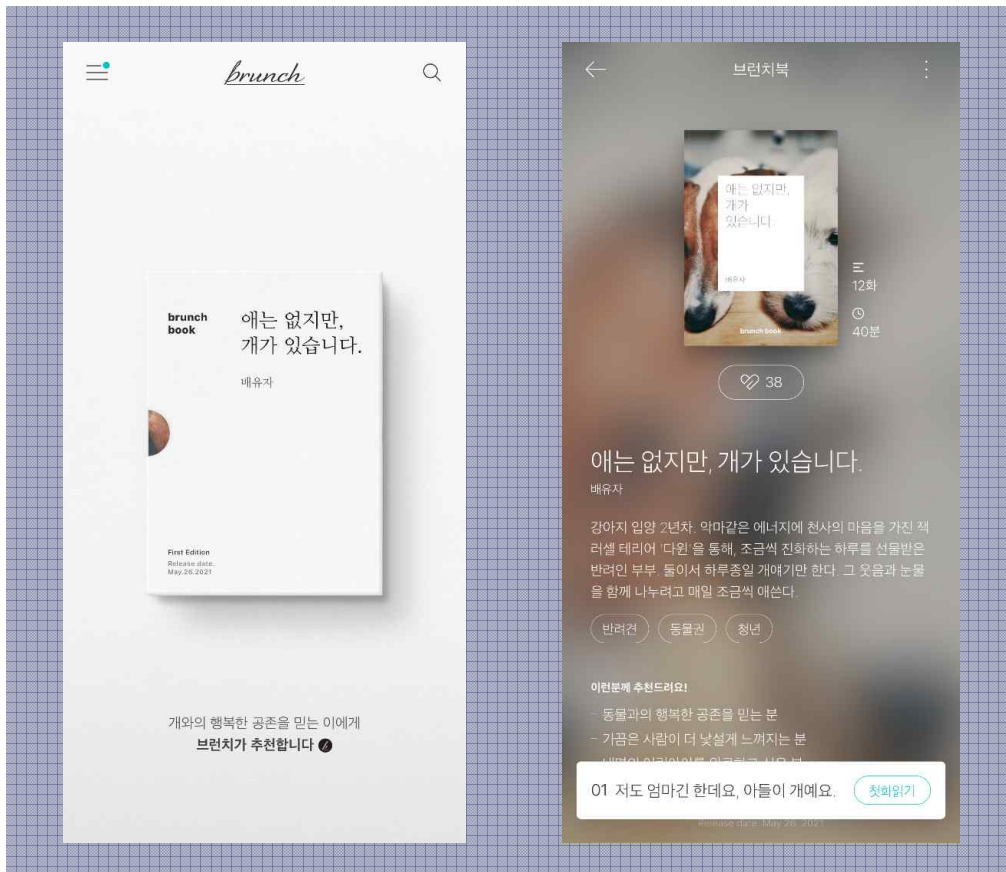 brunch
brunch
book
애는 없지만,
개가 있습니다.
배유자
First Edition
Release date.
May.26.2021
개와의 행복한 공존을 믿는 이에게
브런치가 추천합니다
브런치북
애는 없지만,
개가
있습니다.
배유자
brunch book
12화
40분
38
애는 없지만, 개가 있습니다.
배유자
강아지 입양 2년차. 악마같은 에너지에 천사의 마음을 가진 잭
러셀 테리어 '다윈'을 통해, 조금씩 진화하는 하루를 선물받은
반려인 부부. 둘이서 하루종일 개얘기만 한다. 그 웃음과 눈물
을 함께 나누려고 매일 조금씩 애쓴다.
반려견 동물권 청년
이런분께 추천드려요!
- 동물과의 행복한 공존을 믿는 분
- 가끔은 사람이 더 낯설게 느껴지는 분
01 저도 엄마긴 한데요, 아들이 개예요. 첫화읽기
Release date. May. 26. 2021